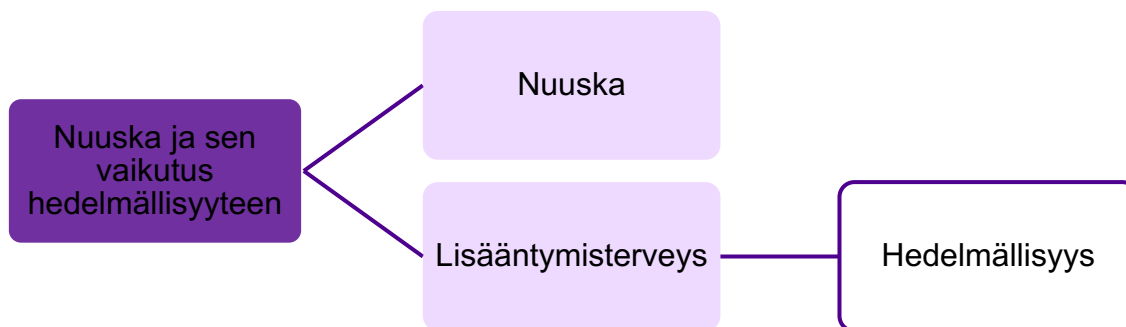 Nuuska ja sen
vaikutus
hedelmällisyyteen
Nuuska
Lisääntymisterveys
Hedelmällisyys